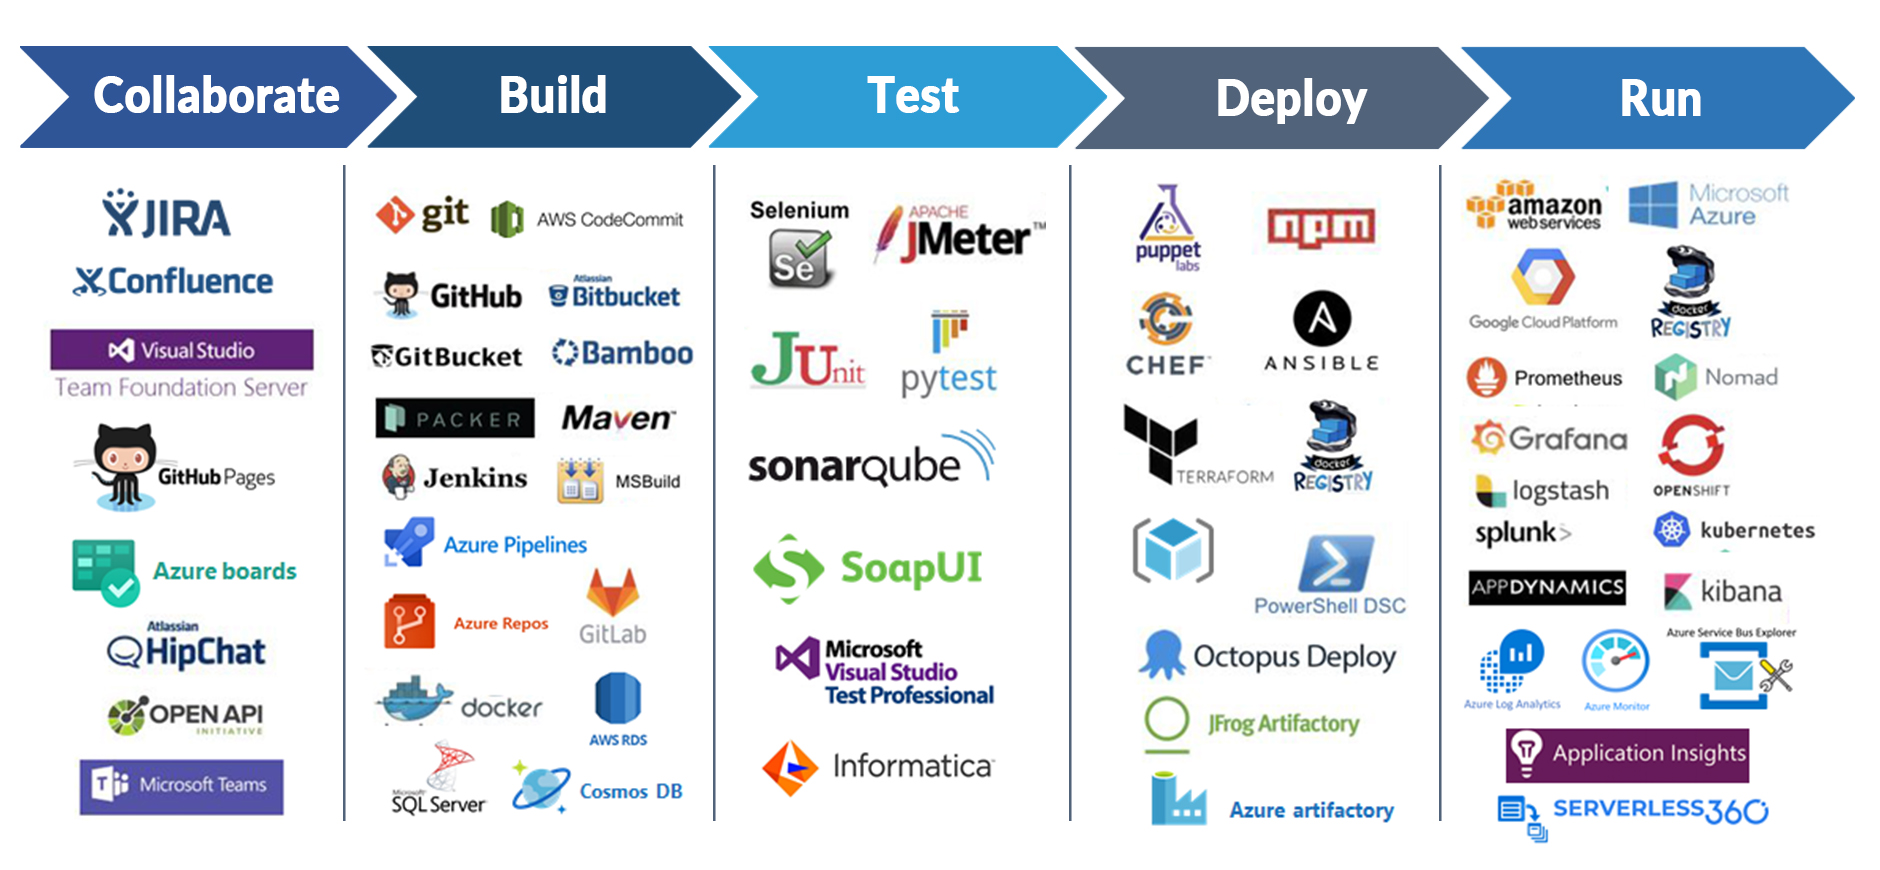 Collaborate
Build
Test
Deploy
Run
JIRA
Confluence
Visual Studio
Team Foundation Server
GitHub Pages
Azure boards
Atlassian
HipChat
OPEN API
INITIATIVE
Microsoft Teams
git
AWS CodeCommit
GitHub
Atlassian
Bitbucket
GitBucket
Bamboo
PACKER
Maven™
Jenkins
MSBuild
Azure Pipelines
Azure Repos
GitLab
docker
AWS RDS
Microsoft
SQL Server
Cosmos DB
Selenium
Se
APACHE
JMeter™
JUnit
pytest
sonarqube
SoapUI
Microsoft
Visual Studio
Test Professional
Informatica
puppet
labs
npm
CHEF
ANSIBLE
TERRAFORM
docker
REGISTRY
PowerShell DSC
Octopus Deploy
JFrog Artifactory
Azure artifactory
amazon
webservices
Microsoft
Azure
Google Cloud Platform
docker
REGISTRY
Prometheus
Nomad
Grafana
OPENSHIFT
logstash
splunk>
kubernetes
APPDYNAMICS
kibana
Azure Log Analytics
Azure Monitor
Azure Service Bus Explorer
Application Insights
SERVERLESS360